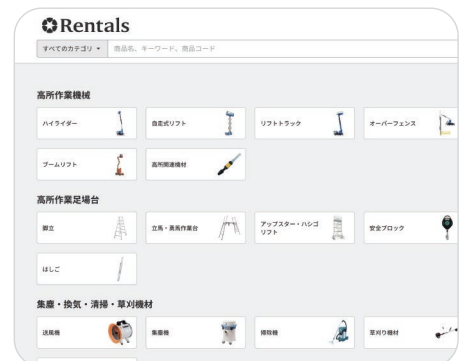 Rentals
すべてのカテゴリ
商品名、キーワード、商品コード
高所作業機械
ハイライダー
自走式リフト
リフトトラック
オーバーフェンス
ブームリフト
高所関連機材
高所作業足場台
脚立
立馬・蓑馬作業台
アップスター・ハシゴ
リフト
安全ブロック
はしご
集塵・換気・清掃・草刈機材
送風機
集塵機
掃除機
草刈り機材